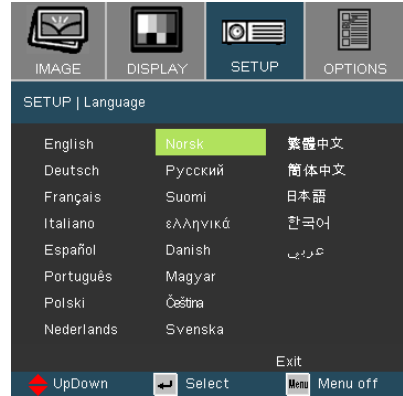 IMAGE DISPLAY SETUP OPTIONS
SETUP | Language
English Norsk 繁體中文
Deutsch Русский 简体中文
Français Suomi 日本語
Italiano ελληνικά 한국어
Español Danish عربي
Português Magyar
Polski Čeština
Nederlands Svenska
Exit
UpDown Select Menu Menu off